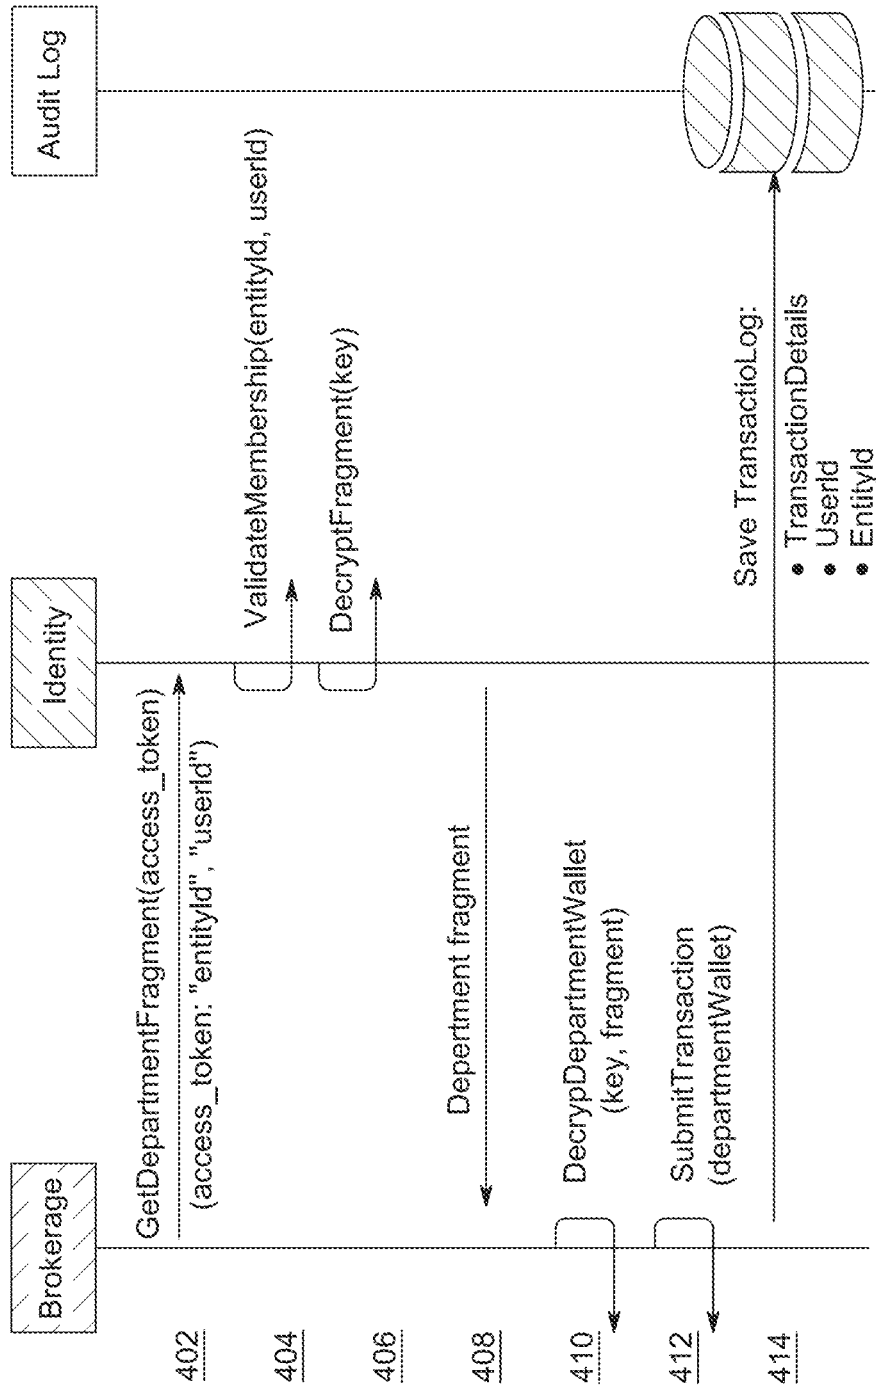 Brokerage
Identity
Audit Log
402
GetDepartmentFragment(access_token)
(access_token: "entityId", "userId")
404
ValidateMembership(entityId, userId)
406
DecryptFragment(key)
408
Depertment fragment
410
DecrypDepartmentWallet
(key, fragment)
412
SubmitTransaction
(departmentWallet)
414
Save TransactioLog:
• TransactionDetails
• UserId
• EntityId